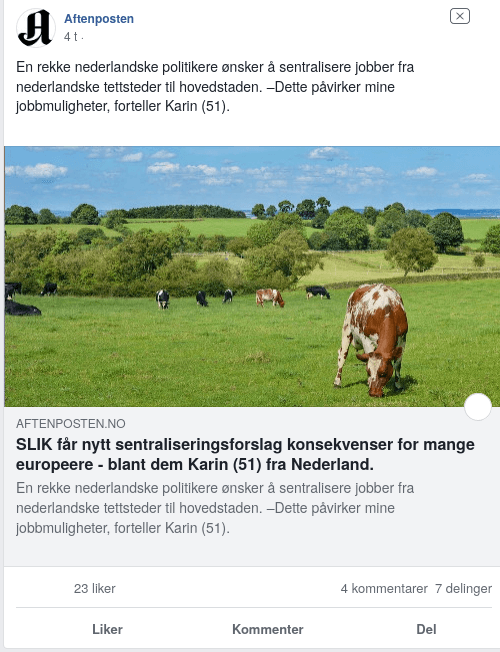 Aftenposten
4 t ·
En rekke nederlandske politikere ønsker å sentralisere jobber fra
nederlandske tettsteder til hovedstaden. –Dette påvirker mine
jobbmuligheter, forteller Karin (51).
AFTENPOSTEN.NO
SLIK får nytt sentraliseringsforslag konsekvenser for mange
europeere - blant dem Karin (51) fra Nederland.
En rekke nederlandske politikere ønsker å sentralisere jobber fra
nederlandske tettsteder til hovedstaden. –Dette påvirker mine
jobbmuligheter, forteller Karin (51).
23 liker 4 kommentarer 7 delinger
Liker Kommenter Del